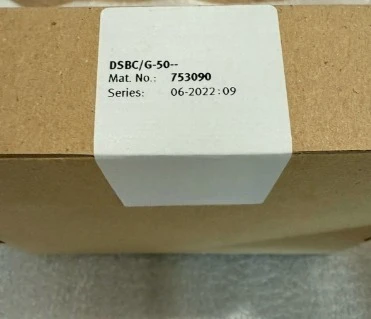 DSBC/G-50--
Mat. No.: 753090
Series: 06-2022:09